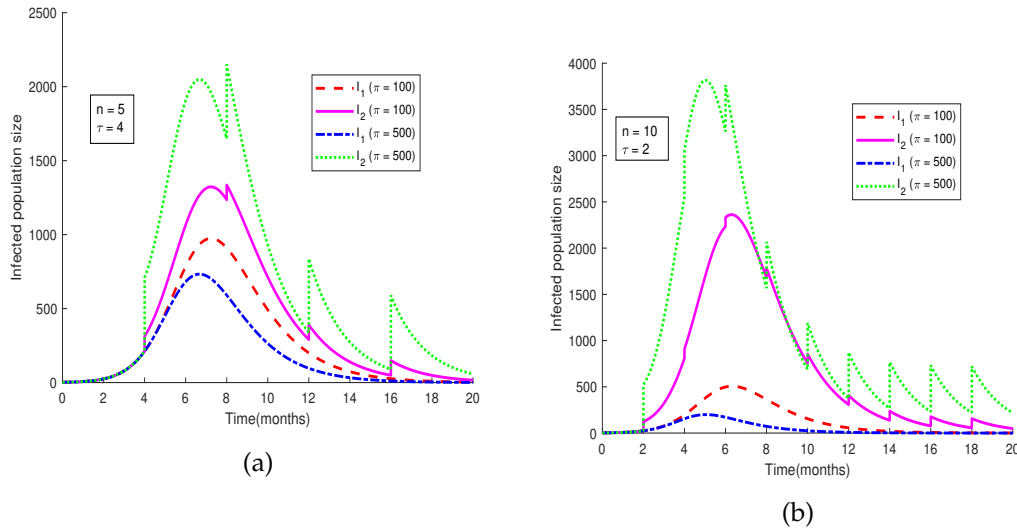 2500
2000
1500
1000
500
0
Infected population size
n = 5
τ = 4
I₁ (π = 100)
I₂ (π = 100)
I₁ (π = 500)
I₂ (π = 500)
0 2 4 6 8 10 12 14 16 18 20
Time(months)
(a)
4000
3500
3000
2500
2000
1500
1000
500
0
Infected population size
n = 10
τ = 2
I₁ (π = 100)
I₂ (π = 100)
I₁ (π = 500)
I₂ (π = 500)
0 2 4 6 8 10 12 14 16 18 20
Time(months)
(b)